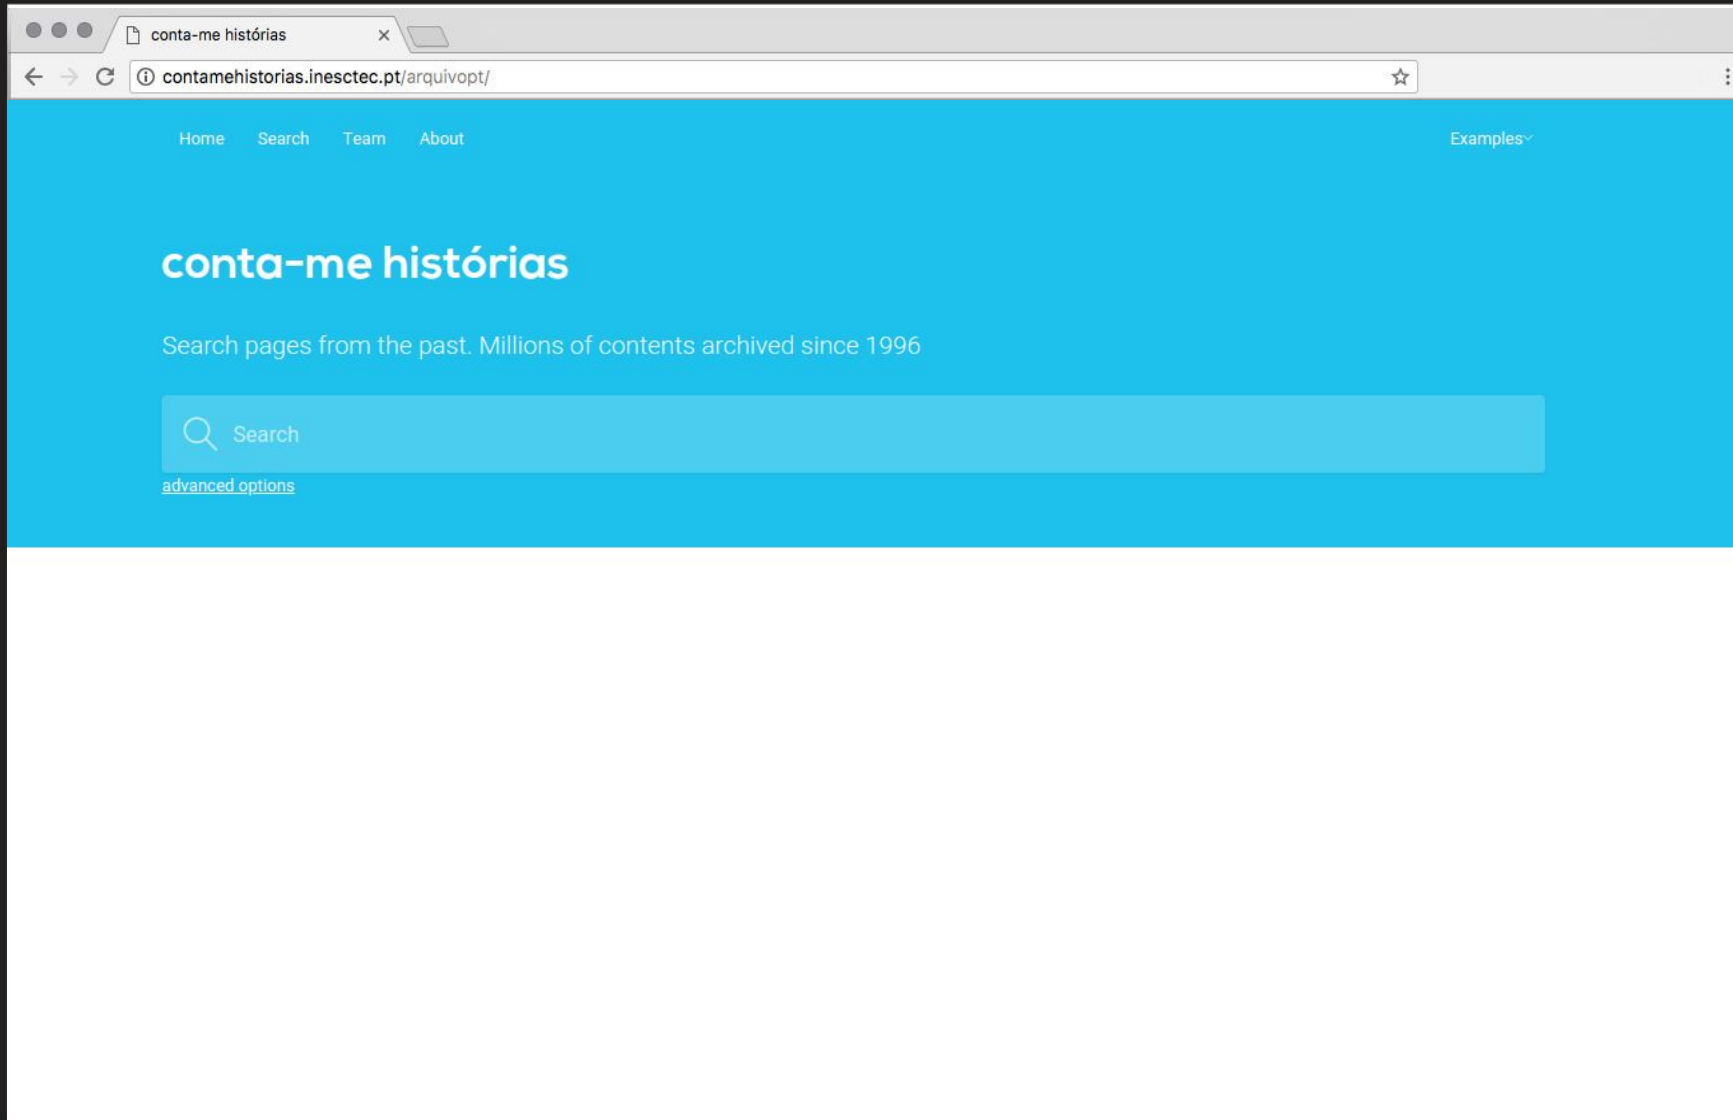 conta-me histórias
contamehistorias.inesctec.pt/arquivopt/
Home Search Team About Examples
conta-me histórias
Search pages from the past. Millions of contents archived since 1996
Search
advanced options